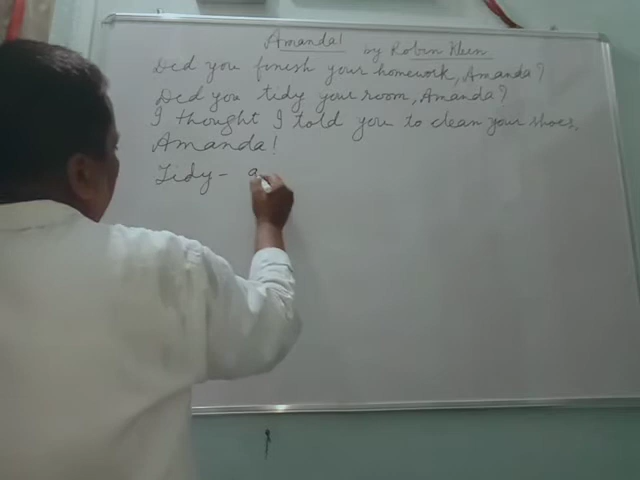 Amanda! by Robin Klein
Did you finish your homework, Amanda?
Did you tidy your room, Amanda?
I thought I told you to clean your shoes,
Amanda!
Tidy - a